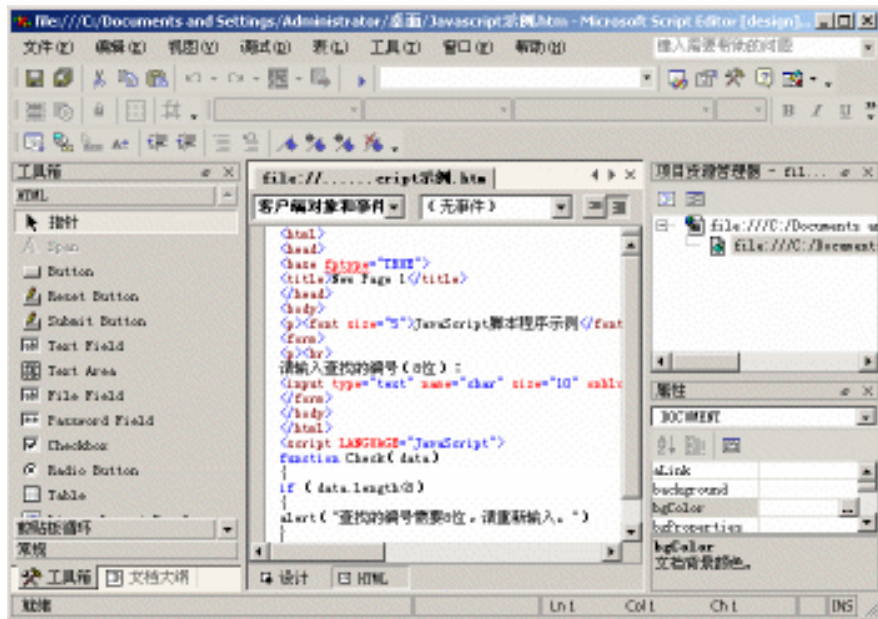 file:///C:/Documents and Settings/Administrator/桌面/Javascript示例.htm - Microsoft Script Editor [design]...
文件(F) 编辑(E) 视图(V) 调试(D) 表(L) 工具(T) 窗口(W) 帮助(H) 键入需要帮助的问题
B I U
工具箱
HTML
指针
Span
Button
Reset Button
Submit Button
Text Field
Text Area
File Field
Password Field
Checkbox
Radio Button
Table
剪贴板循环
常规
工具箱 文档大纲
file://......cript示例.htm
客户端对象和事件 (无事件)
<html>
<head>
<base fptype="TRUE">
<title>New Page 1</title>
</head>
<body>
<p><font size="5">JavaScript脚本程序示例</font
<form>
<p><hr>
请输入查找的编号(8位):
<input type="text" name="char" size="10"
</form>
</body>
</html>
<script LANGUAGE="JavaScript">
function Check(data)
{
if (data.length
{
alert("查找的编号需要8位,请重新输入。")
}
设计 HTML
项目资源管理器 - fil...
file:///C:/Documents
file:///C:/Document
属性
DOCUMENT
aLink
background
bgColor
bgProperties
bgColor
文档背景颜色。
就绪 Ln 1 Col 1 Ch 1 INS